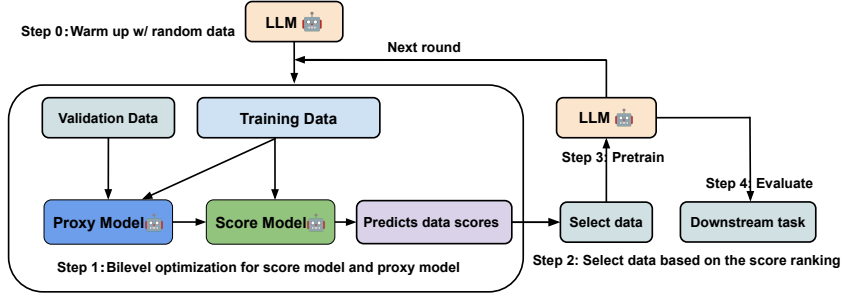 LLM
Step 0: Warm up w/ random data
Next round
Validation Data
Training Data
LLM
Step 3: Pretrain
Step 4: Evaluate
Proxy Model
Score Model
Predicts data scores
Select data
Downstream task
Step 1: Bilevel optimization for score model and proxy model
Step 2: Select data based on the score ranking